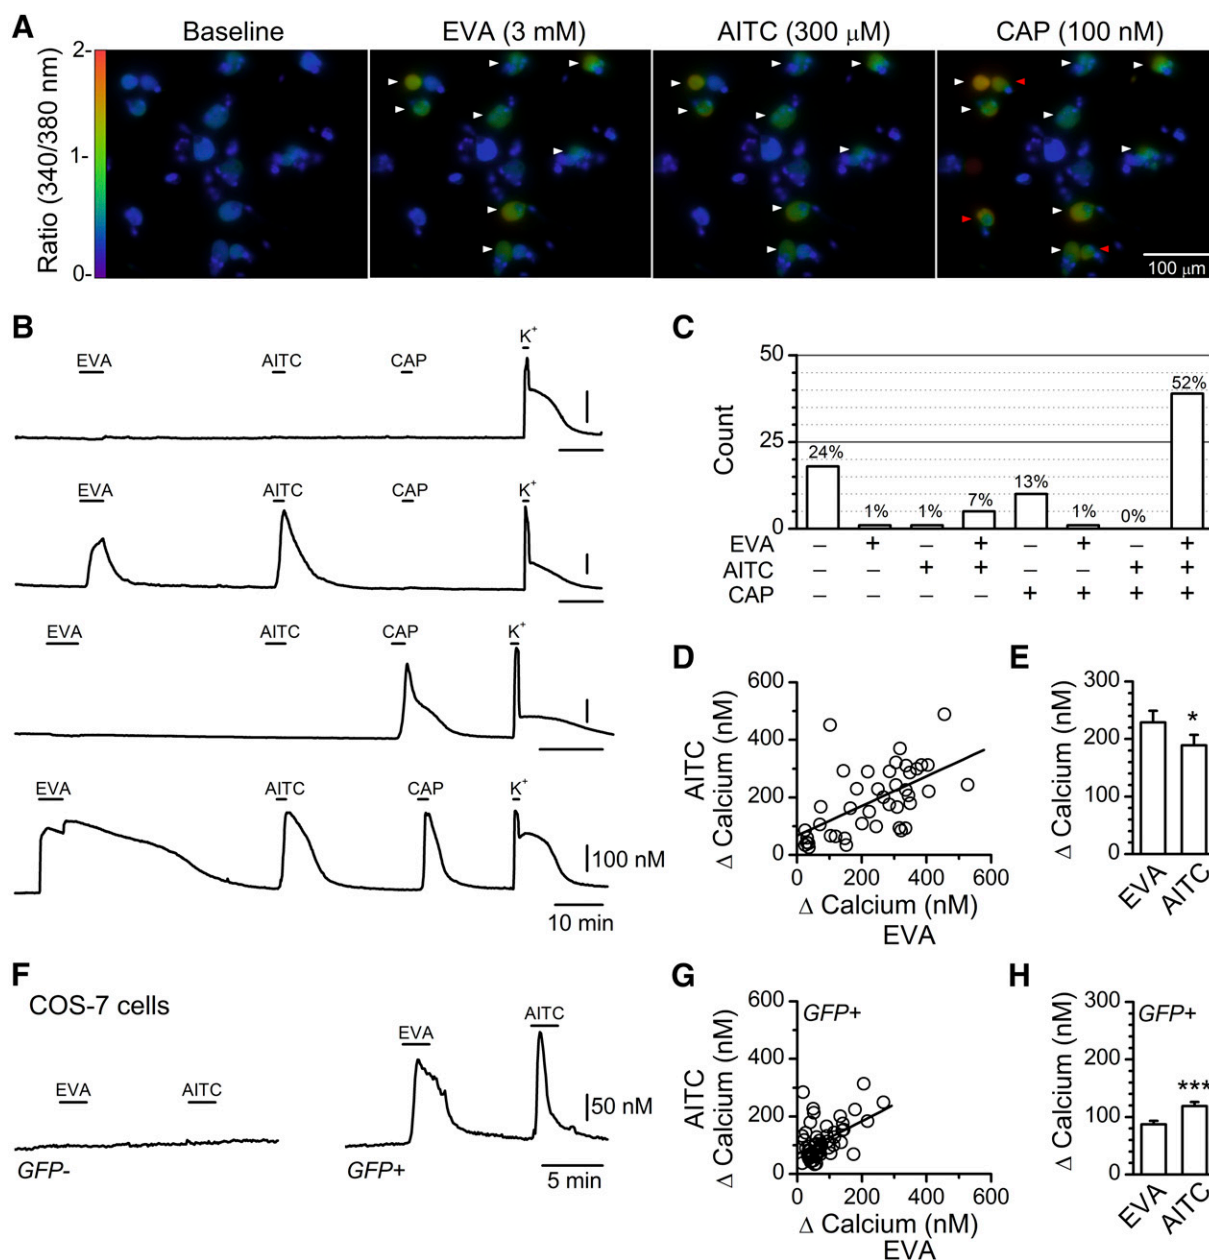 A
Baseline
EVA (3 mM)
AITC (300 µM)
CAP (100 nM)
Ratio (340/380 nm)
2-
1-
0-
100 µm
B
EVA
AITC
CAP
K+
EVA
AITC
CAP
K+
EVA
AITC
CAP
K+
EVA
AITC
CAP
K+
100 nM
10 min
C
Count
50
25
0
24%
1%
1%
7%
13%
1%
0%
52%
EVA – + – + – + – +
AITC – – + + – – + +
CAP – – – – + + + +
D
AITC
Δ Calcium (nM)
600
400
200
0
0 200 400 600
Δ Calcium (nM)
EVA
E
Δ Calcium (nM)
300
200
100
0
*
EVA
AITC
F
COS-7 cells
EVA
AITC
GFP-
EVA
AITC
50 nM
GFP+
5 min
G
GFP+
AITC
Δ Calcium (nM)
600
400
200
0
0 200 400 600
Δ Calcium (nM)
EVA
H
GFP+
Δ Calcium (nM)
300
200
100
0
***
EVA
AITC